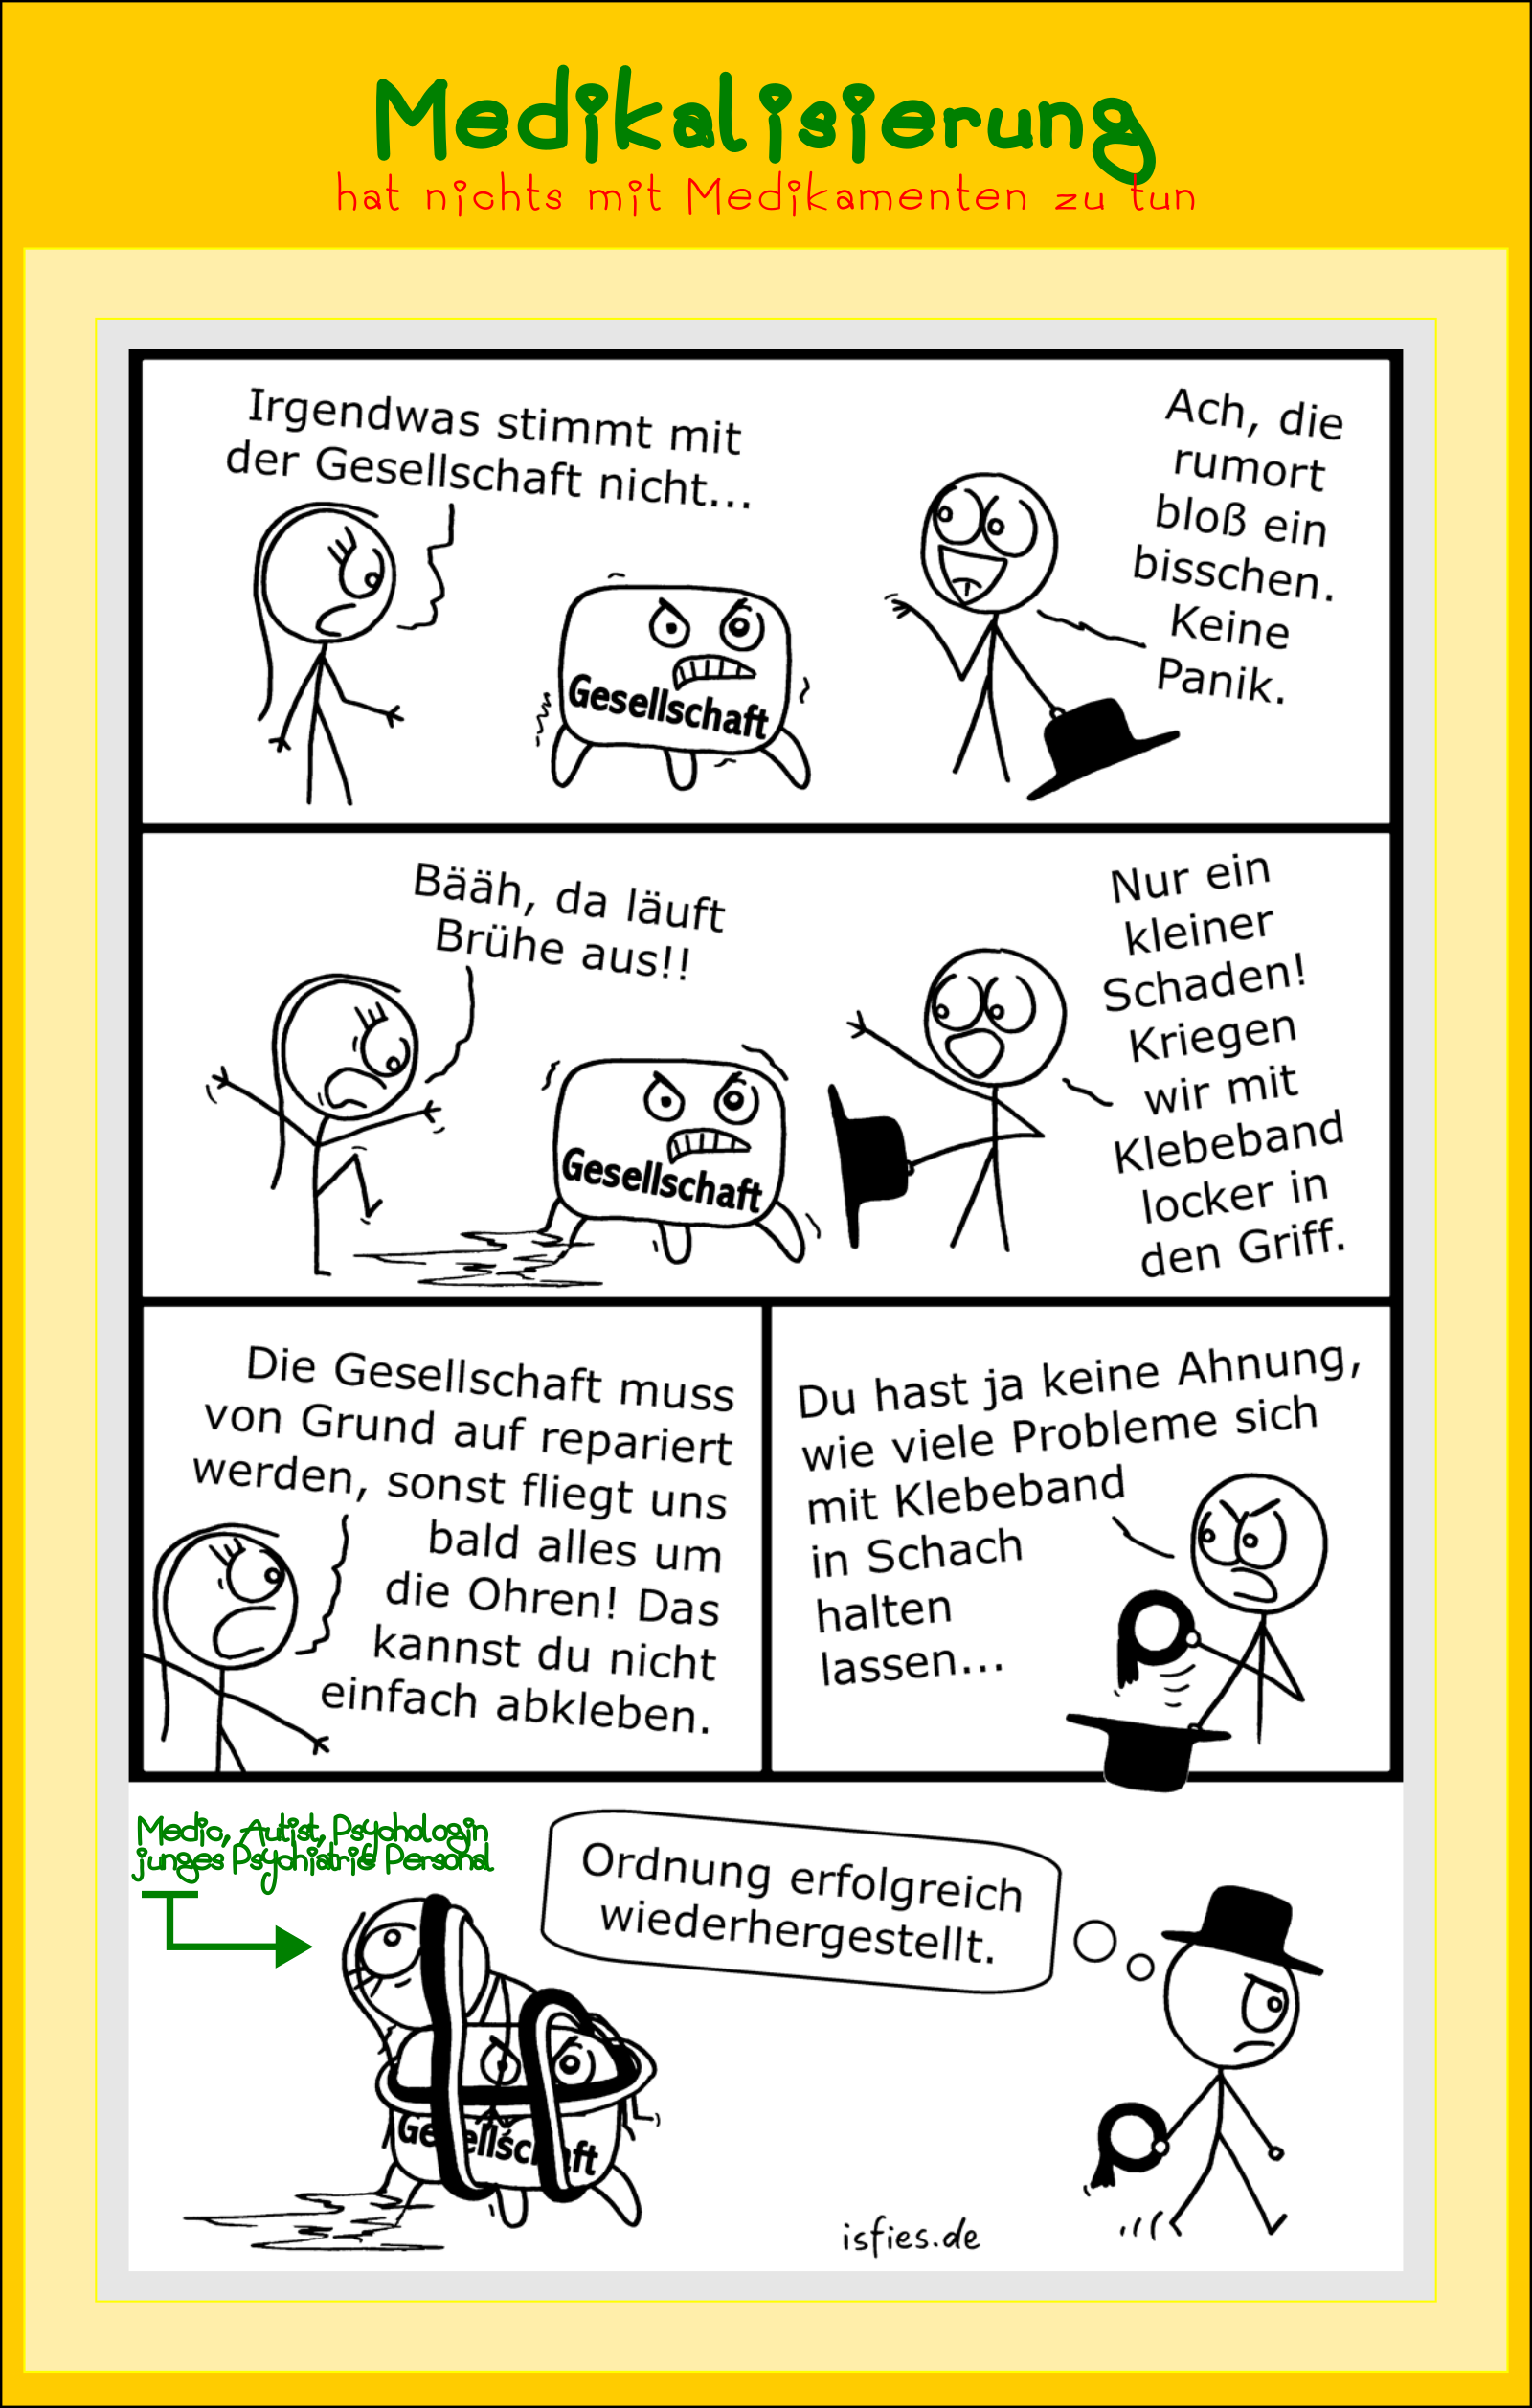 Medikalisierung
hat nichts mit Medikamenten zu tun
Irgendwas stimmt mit
der Gesellschaft nicht...
Ach, die
rumort
bloß ein
bisschen.
Keine
Panik.
Gesellschaft
Bääh, da läuft
Brühe aus!!
Nur ein
kleiner
Schaden!
Kriegen
wir mit
Klebeband
locker in
den Griff.
Gesellschaft
Die Gesellschaft muss
von Grund auf repariert
werden, sonst fliegt uns
bald alles um
die Ohren! Das
kannst du nicht
einfach abkleben.
Du hast ja keine Ahnung,
wie viele Probleme sich
mit Klebeband
in Schach
halten
lassen...
Medic, Autist, Psychologin
junges Psychiatrie Personal
Ordnung erfolgreich
wiederhergestellt.
Gesellschaft
isfies.de